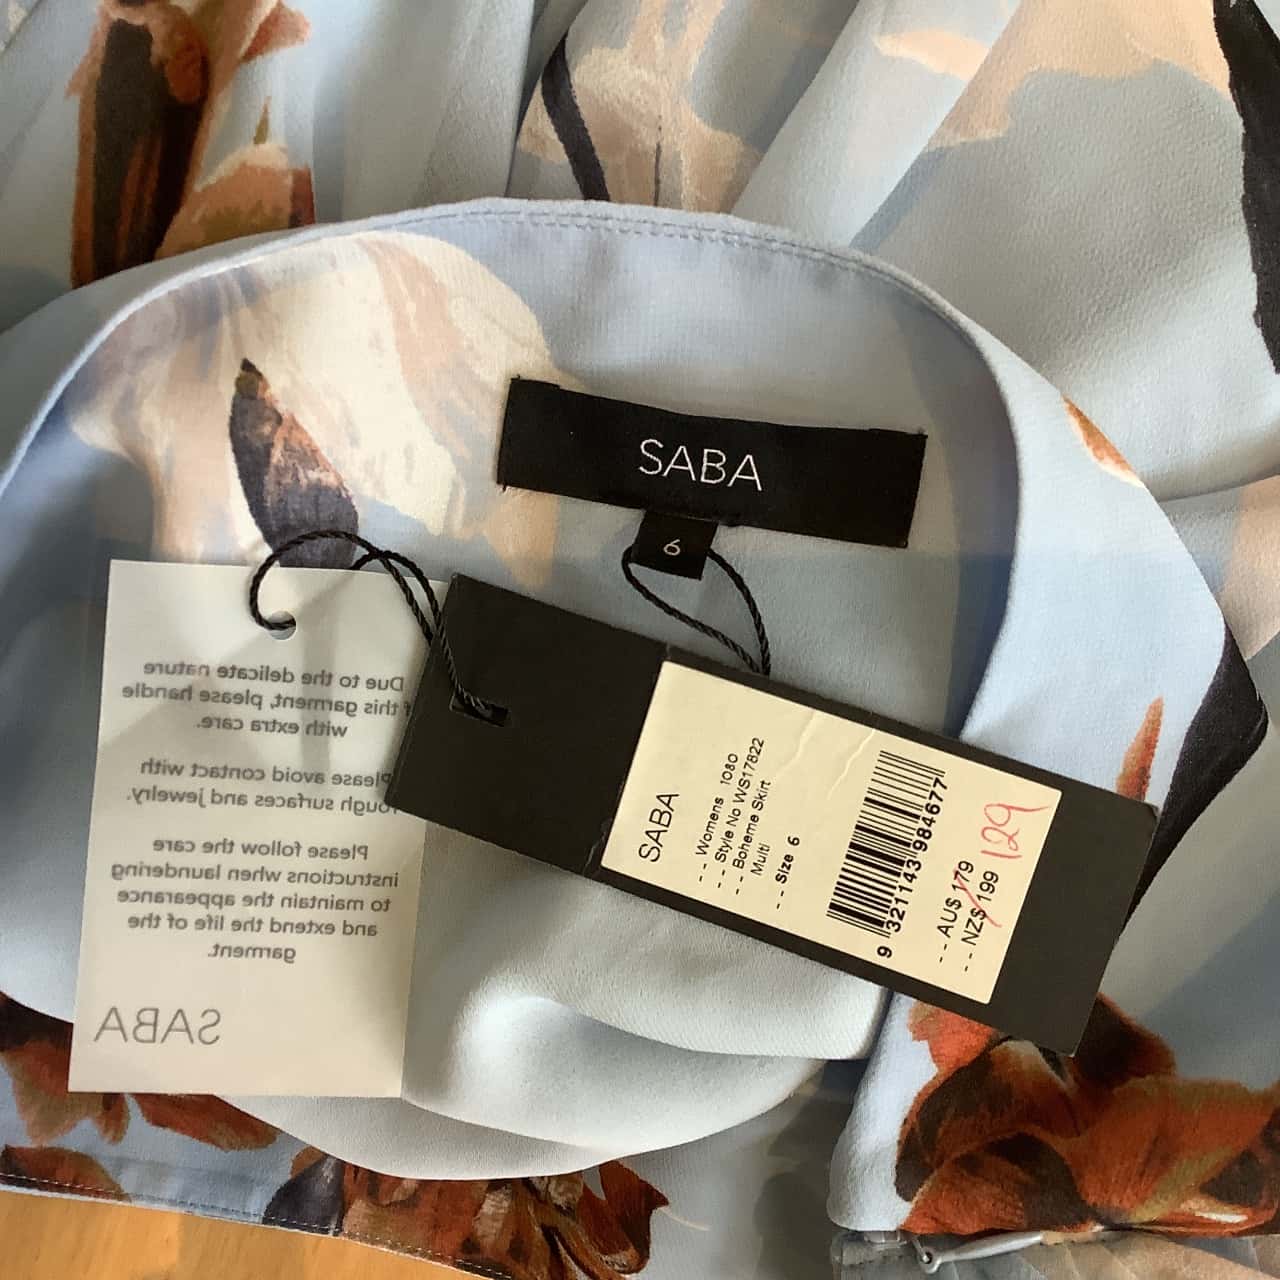 SABA
6
Due to the delicate nature
f this garment, please handle
with extra care.
Please avoid contact with
rough surfaces and jewelry.
Please follow the care
instructions when laundering
to maintain the appearance
and extend the life of the
garment.
SABA
SABA
-- Womens 1080
-- Style No WS17822
-- Boheme Skirt
Multi
-- Size 6
9 321143 984677
-- AU$ 179
-- NZ$ 199
129